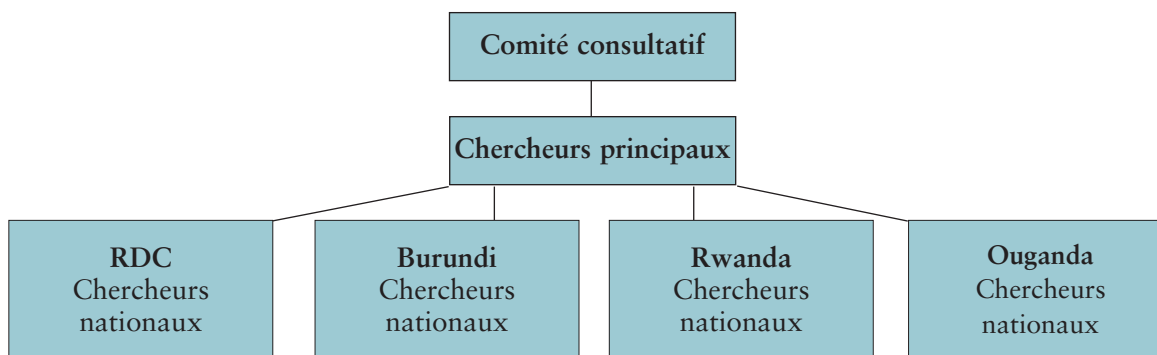 Comité consultatif
Chercheurs principaux
RDC
Chercheurs
nationaux
Burundi
Chercheurs
nationaux
Rwanda
Chercheurs
nationaux
Ouganda
Chercheurs
nationaux